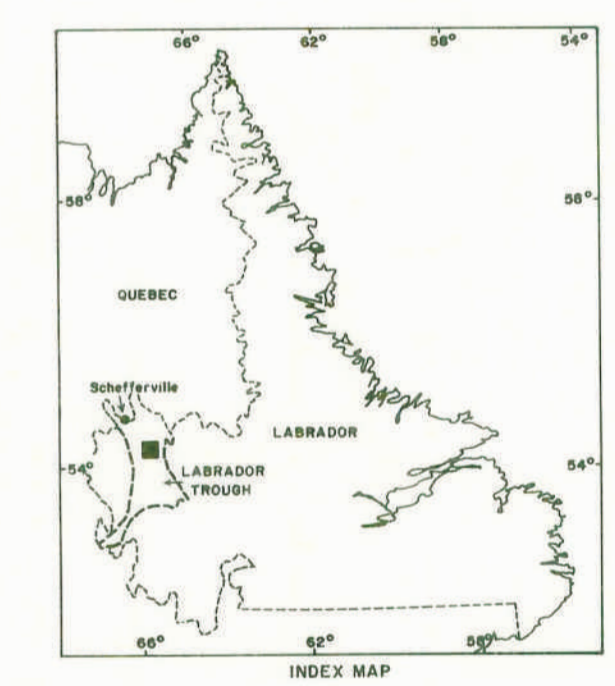 66° 62° 58° 54°
58° 58°
QUEBEC
Schefferville
LABRADOR
54° 54°
LABRADOR
TROUGH
66° 62° 58°
INDEX MAP